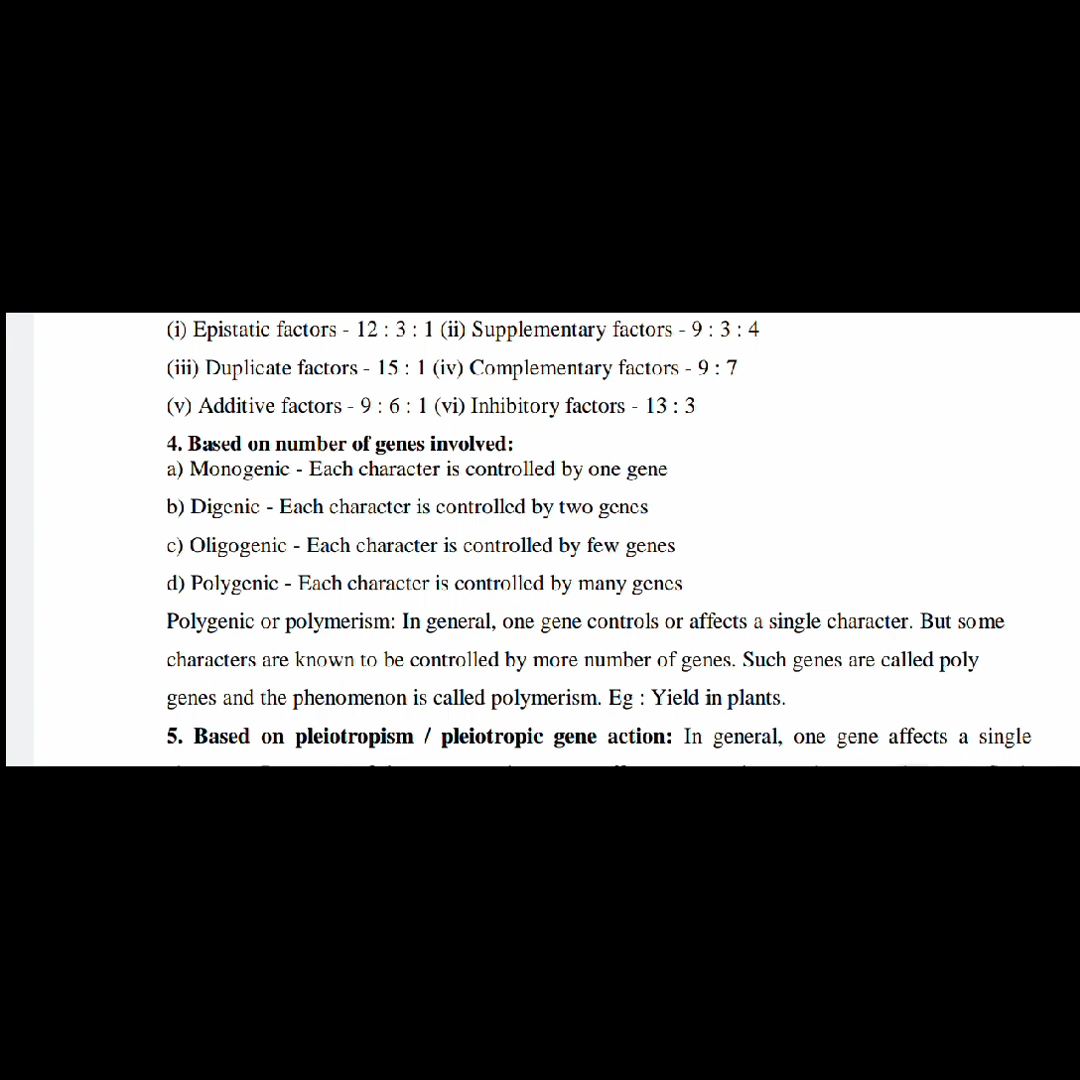 (i) Epistatic factors - 12 : 3 : 1 (ii) Supplementary factors - 9 : 3 : 4
(iii) Duplicate factors - 15 : 1 (iv) Complementary factors - 9 : 7
(v) Additive factors - 9 : 6 : 1 (vi) Inhibitory factors - 13 : 3
4. Based on number of genes involved:
a) Monogenic - Each character is controlled by one gene
b) Digenic - Each character is controlled by two genes
c) Oligogenic - Each character is controlled by few genes
d) Polygenic - Each character is controlled by many genes
Polygenic or polymerism: In general, one gene controls or affects a single character. But some
characters are known to be controlled by more number of genes. Such genes are called poly
genes and the phenomenon is called polymerism. Eg : Yield in plants.
5. Based on pleiotropism / pleiotropic gene action: In general, one gene affects a single